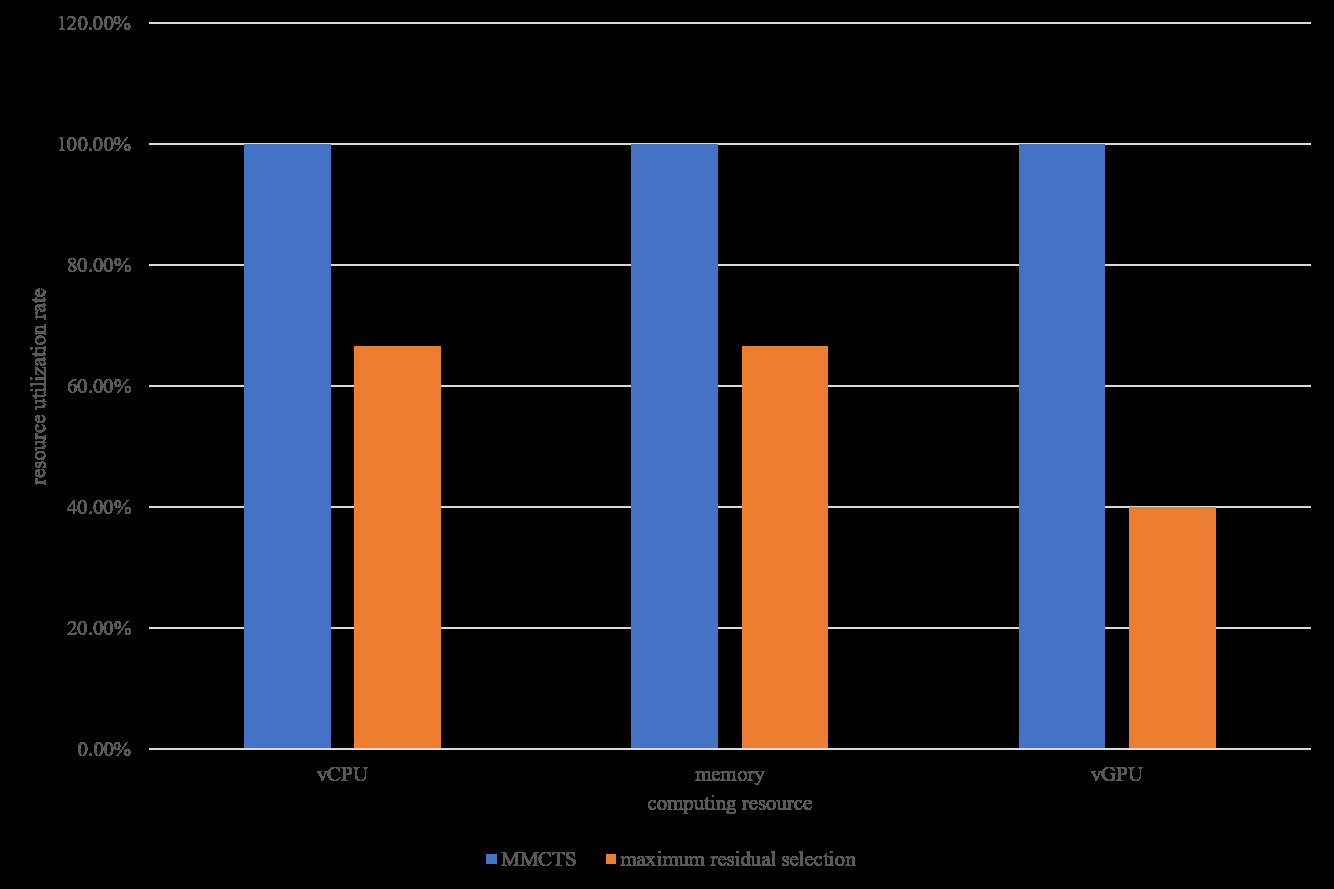 120.00%
100.00%
80.00%
60.00%
40.00%
20.00%
0.00%
resource utilization rate
vCPU memory vGPU
computing resource
MMCTS maximum residual selection